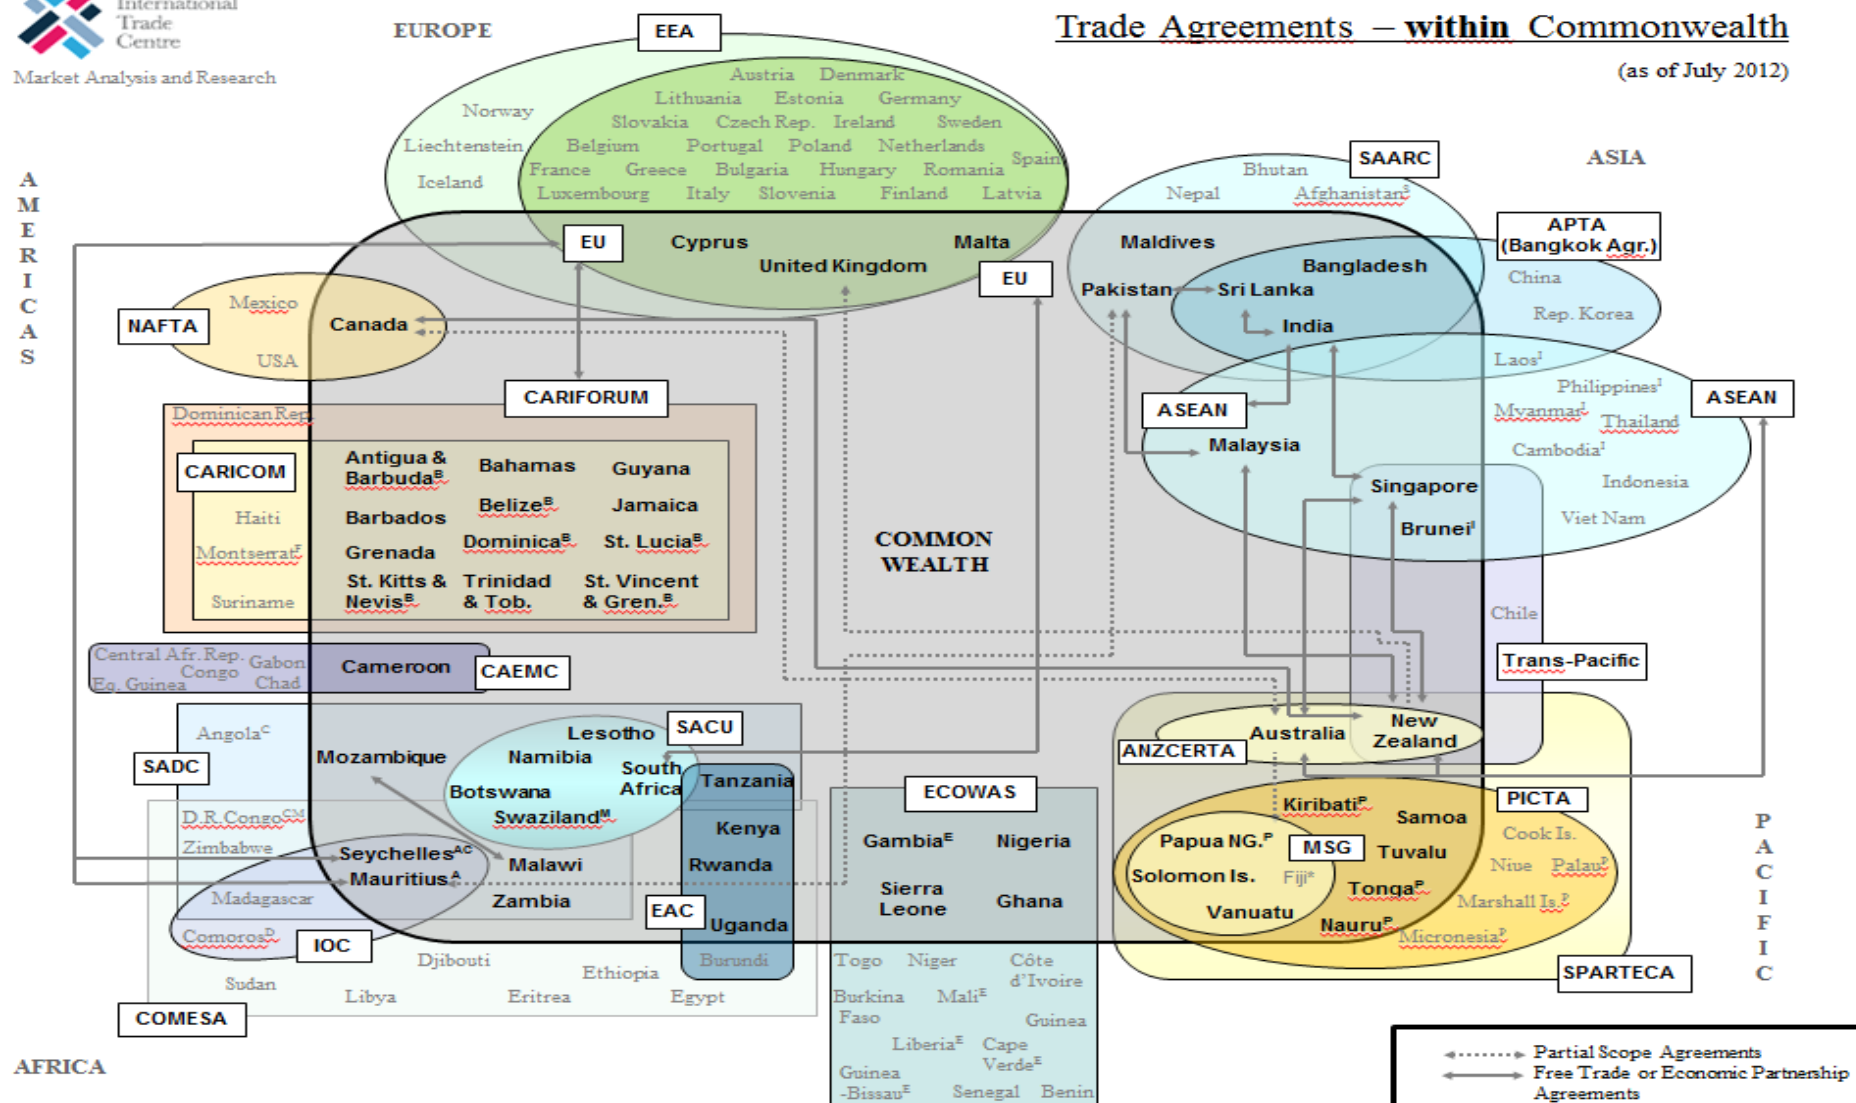 International
Trade
Centre
Market Analysis and Research
EUROPE
EEA
Trade Agreements – within Commonwealth
(as of July 2012)
Austria Denmark
Lithuania Estonia Germany
Slovakia Czech Rep. Ireland Sweden
Belgium Portugal Poland Netherlands
Spain
France Greece Bulgaria Hungary Romania
Luxembourg Italy Slovenia Finland Latvia
Norway
Liechtenstein
Iceland
AMERICAS
EU
Cyprus
Malta
United Kingdom
EU
SAARC
ASIA
Bhutan
Nepal
Afghanistan^S
Maldives
APTA
(Bangkok Agr.)
Bangladesh
China
Pakistan
Sri Lanka
Rep. Korea
India
NAFTA
Mexico
Canada
USA
Laos^I
Philippines^I
ASEAN
ASEAN
Myanmar^I
Thailand
Malaysia
Cambodia^I
Singapore
Indonesia
Brunei^I
Viet Nam
CARIFORUM
Dominican Rep.
CARICOM
Antigua &
Barbuda^B
Bahamas
Guyana
Haiti
Barbados
Belize^B
Jamaica
Montserrat^F
Grenada
Dominica^B
St. Lucia^B
Suriname
St. Kitts &
Nevis^B
Trinidad
& Tob.
St. Vincent
& Gren.^B
COMMON
WEALTH
Chile
Trans-Pacific
Central Afr. Rep.
Gabon
Congo
Eq. Guinea
Chad
Cameroon
CAEMC
Angola^C
SADC
Mozambique
Lesotho
SACU
Namibia
South
Africa
Botswana
Swaziland^M
Tanzania
D.R.Congo^CM
Zimbabwe
Kenya
Seychelles^AC
Mauritius^A
Malawi
Rwanda
Madagascar
Zambia
EAC
Uganda
Comoros^D
IOC
Djibouti
Ethiopia
Burundi
Sudan
Libya
Eritrea
Egypt
COMESA
AFRICA
ECOWAS
Gambia^E
Nigeria
Sierra
Leone
Ghana
Togo
Niger
Côte
d'Ivoire
Burkina
Faso
Mali^E
Guinea
Liberia^E
Cape
Verde^E
Guinea
-Bissau^E
Senegal
Benin
New
Zealand
Australia
ANZCERTA
PICTA
Kiribati^P
Samoa
Cook Is.
Papua NG.^P
MSG
Tuvalu
Niue
Palau^P
Solomon Is.
Fiji*
Tonga^P
Marshall Is.^P
Vanuatu
Nauru^P
Micronesia^P
SPARTECA
PACIFIC
Partial Scope Agreements
Free Trade or Economic Partnership
Agreements